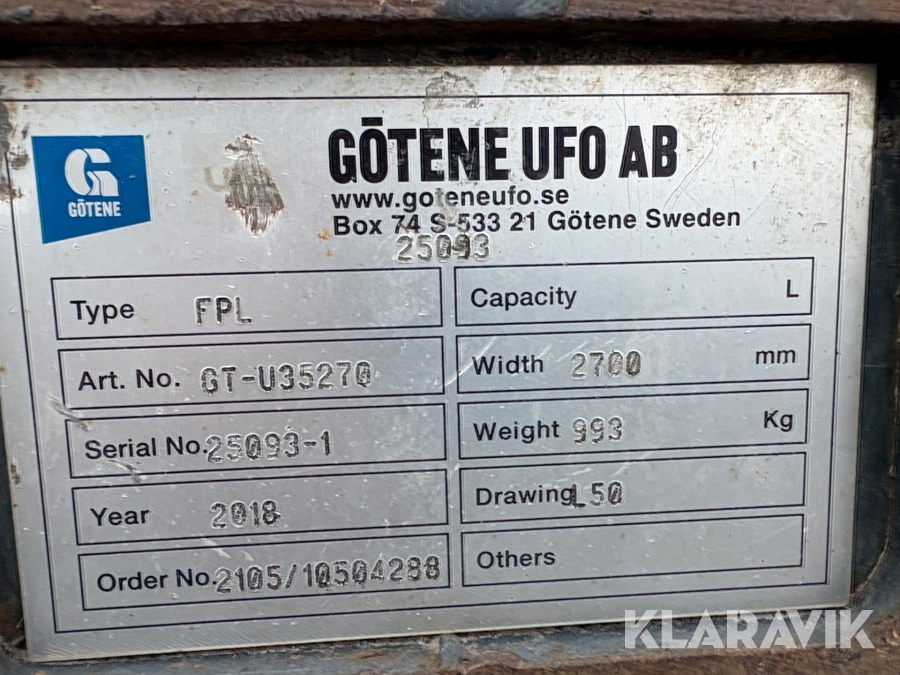 GÖTENE
GÖTENE UFO AB
www.goteneufo.se
Box 74 S-533 21 Götene Sweden
25093
Type FPL
Art. No. GT-U35270
Serial No. 25093-1
Year 2018
Order No. 2105/10504288
Capacity L
Width 2700 mm
Weight 993 Kg
Drawing L50
Others
KLARAVIK